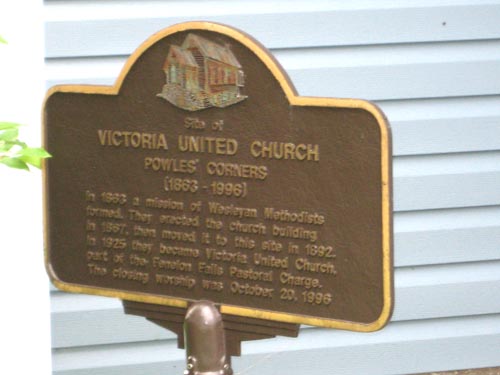 Site of
VICTORIA UNITED CHURCH
POWLES' CORNERS
(1863 - 1996)
In 1863 a mission of Wesleyan Methodists
formed. They erected the church building
in 1867, then moved it to this site in 1892.
In 1925 they became Victoria United Church,
part of the Fenelon Falls Pastoral Charge.
The closing worship was October 20, 1996